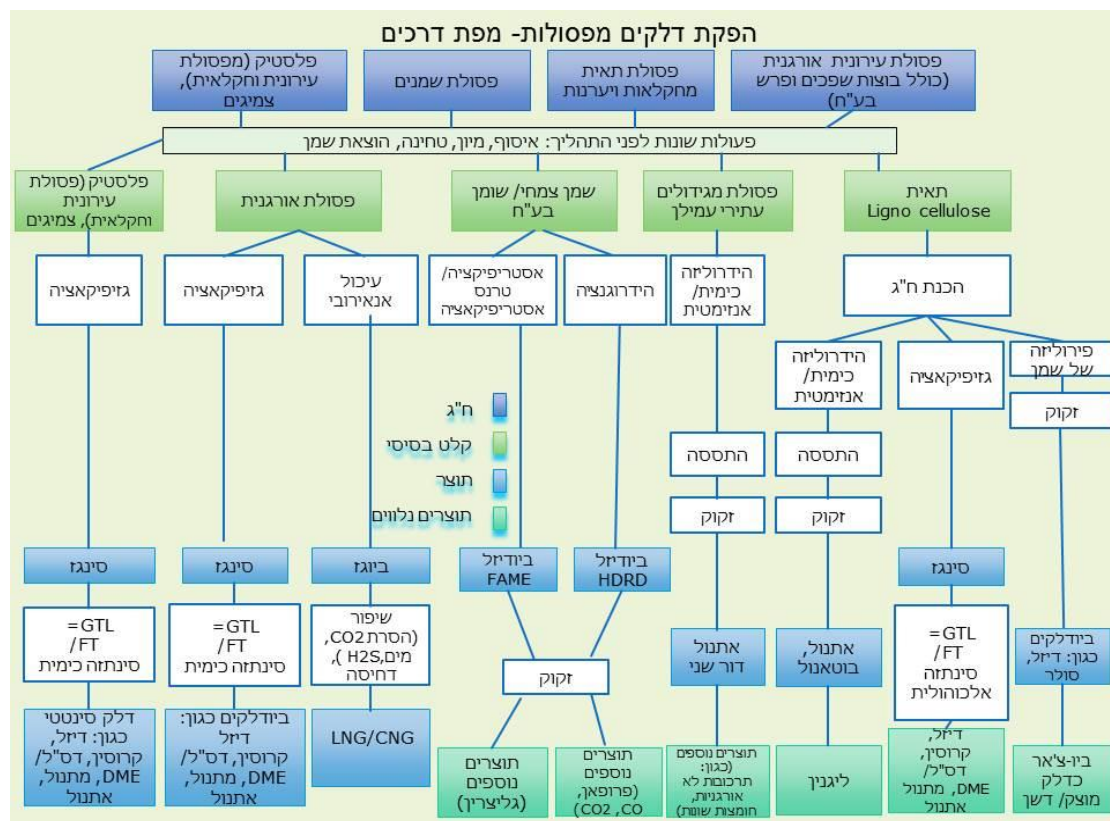 הפקת דלקים מפסולות- מפת דרכים
פסולת עירונית אורגנית
(כולל בוצות שפכים ופרש
בע"ח)
פסולת תאית
מחקלאות ויערנות
פסולת שמנים
פלסטיק (מפסולת
עירונית וחקלאית),
צמיגים
פעולות שונות לפני התהליך: איסוף, מיון, טחינה, הוצאת שמן
תאית
Ligno cellulose
פסולת מגידולים
עתירי עמילן
שמן צמחי/ שומן
בע"ח
פסולת אורגנית
פלסטיק (פסולת
עירונית
וחקלאית), צמיגים
הכנת ח"ג
הידרוליזה
כימית/
אנזימטית
הידרוגנציה
אסטריפיקציה/
טרנס
אסטריפיקאציה
עיכול
אנאירובי
גזיפיקאציה
גזיפיקאציה
פירוליזה
של שמן
גזיפיקאציה
הידרוליזה
כימית/
אנזימטית
זקוק
ח"ג
קלט בסיסי
תוצר
תוצרים נלווים
התססה
התססה
זקוק
זקוק
סינגז
ביודיזל
HDRD
ביודיזל
FAME
ביוגז
סינגז
סינגז
ביודלקים
כגון: דיזל,
סולר
=GTL
/FT
סינתזה
אלכוהולית
אתנול,
בוטאנול
אתנול
דור שני
זקוק
שיפור
(הסרת CO2,
מים, H2S ),
דחיסה
=GTL
/FT
סינתזה כימית
=GTL
/FT
סינתזה כימית
ביו-צ'אר
כדלק
מוצק/ דשן
דיזל,
קרוסין,
דס"ל/
DME, מתנול
אתנול
ליגנין
תוצרים נוספים
(כגון:
תרכובות לא
אורגניות,
חומצות שונות)
תוצרים
נוספים
(פרופאן,
CO2 ,CO)
תוצרים
נוספים
(גליצרין)
LNG/CNG
ביודלקים כגון:
דיזל
קרוסין, דס"ל/
DME, מתנול,
אתנול
דלק סינטטי
כגון: דיזל,
קרוסין, דס"ל/
DME, מתנול,
אתנול